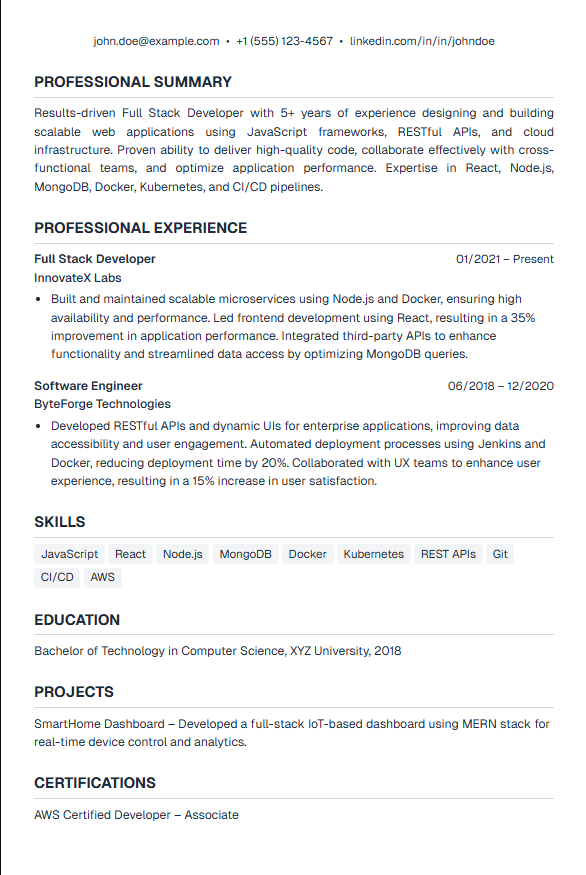 john.doe@example.com • +1 (555) 123-4567 • linkedin.com/in/in/johndoe
PROFESSIONAL SUMMARY
Results-driven Full Stack Developer with 5+ years of experience designing and building
scalable web applications using JavaScript frameworks, RESTful APIs, and cloud
infrastructure. Proven ability to deliver high-quality code, collaborate effectively with cross-
functional teams, and optimize application performance. Expertise in React, Node.js,
MongoDB, Docker, Kubernetes, and CI/CD pipelines.
PROFESSIONAL EXPERIENCE
Full Stack Developer 01/2021 – Present
InnovateX Labs
• Built and maintained scalable microservices using Node.js and Docker, ensuring high
availability and performance. Led frontend development using React, resulting in a 35%
improvement in application performance. Integrated third-party APIs to enhance
functionality and streamlined data access by optimizing MongoDB queries.
Software Engineer 06/2018 – 12/2020
ByteForge Technologies
• Developed RESTful APIs and dynamic UIs for enterprise applications, improving data
accessibility and user engagement. Automated deployment processes using Jenkins and
Docker, reducing deployment time by 20%. Collaborated with UX teams to enhance user
experience, resulting in a 15% increase in user satisfaction.
SKILLS
JavaScript React Node.js MongoDB Docker Kubernetes REST APIs Git
CI/CD AWS
EDUCATION
Bachelor of Technology in Computer Science, XYZ University, 2018
PROJECTS
SmartHome Dashboard – Developed a full-stack IoT-based dashboard using MERN stack for
real-time device control and analytics.
CERTIFICATIONS
AWS Certified Developer – Associate